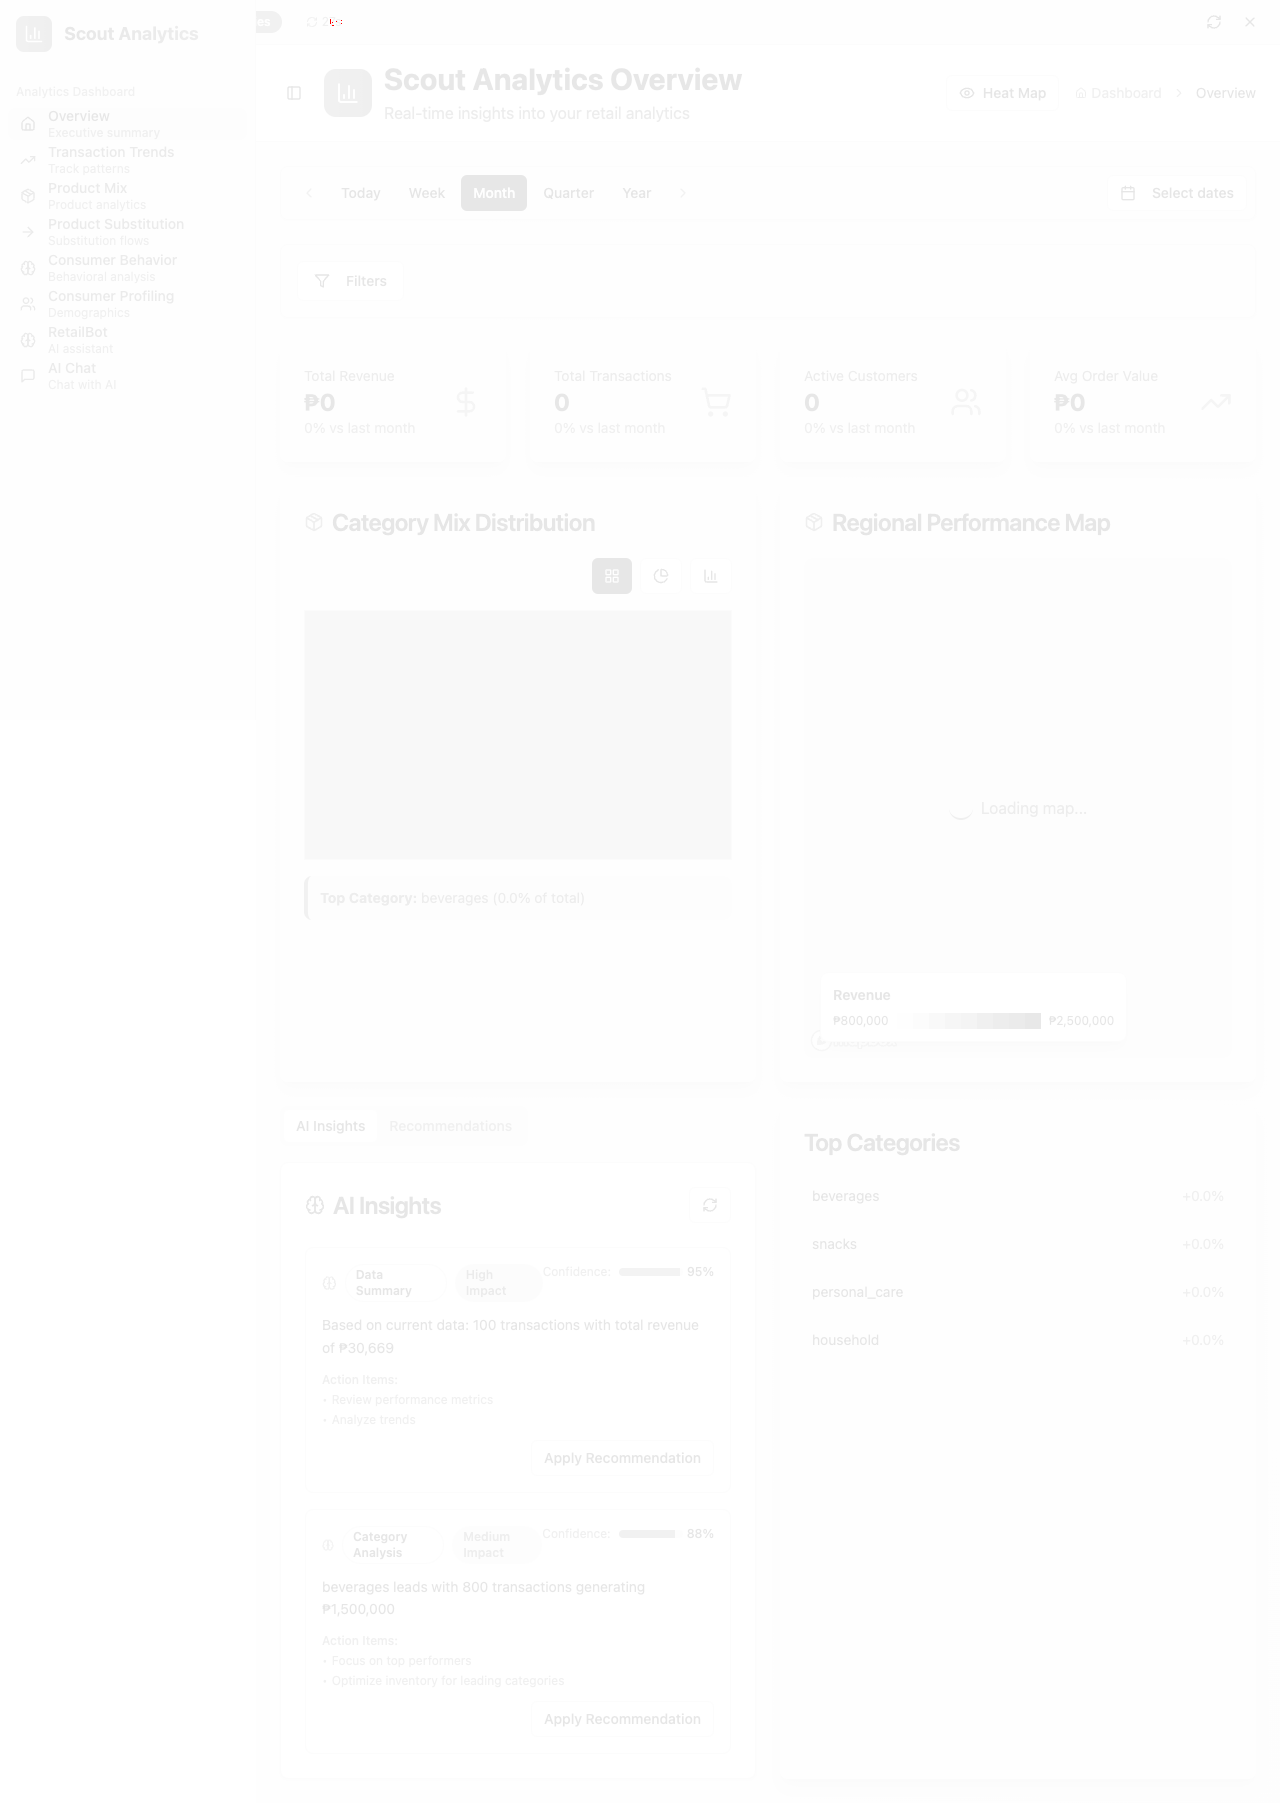 Scout Analytics
Analytics Dashboard
Overview
Executive summary
Transaction Trends
Track patterns
Product Mix
Product analytics
Product Substitution
Substitution flows
Consumer Behavior
Behavioral analysis
Consumer Profiling
Demographics
RetailBot
AI assistant
AI Chat
Chat with AI
Scout Analytics Overview
Real-time insights into your retail analytics
Heat Map
Dashboard
Overview
Today
Week
Month
Quarter
Year
Select dates
Filters
Total Revenue
₱0
0% vs last month
Total Transactions
0
0% vs last month
Active Customers
0
0% vs last month
Avg Order Value
₱0
0% vs last month
Category Mix Distribution
Top Category: beverages (0.0% of total)
Regional Performance Map
Loading map...
Revenue
₱800,000
₱2,500,000
AI Insights
Recommendations
AI Insights
Data
Summary
High
Impact
Confidence:
95%
Based on current data: 100 transactions with total revenue
of ₱30,669
Action Items:
• Review performance metrics
• Analyze trends
Apply Recommendation
Category
Analysis
Medium
Impact
Confidence:
88%
beverages leads with 800 transactions generating
₱1,500,000
Action Items:
• Focus on top performers
• Optimize inventory for leading categories
Apply Recommendation
Top Categories
beverages
+0.0%
snacks
+0.0%
personal_care
+0.0%
household
+0.0%